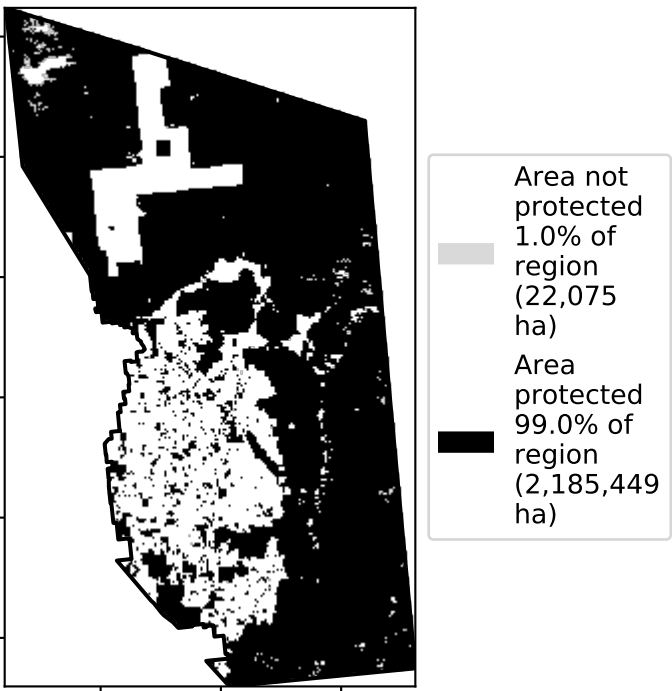 Area not
protected
1.0% of
region
(22,075
ha)
Area
protected
99.0% of
region
(2,185,449
ha)